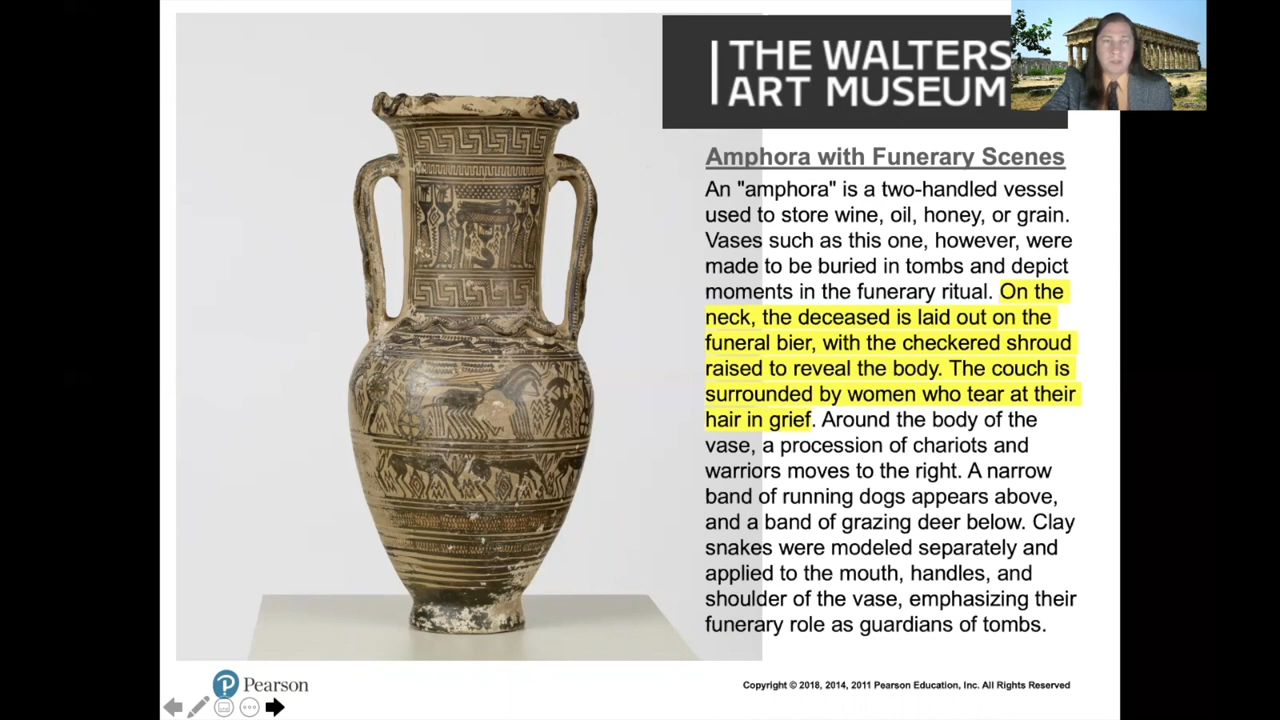 THE WALTERS
ART MUSEUM
Amphora with Funerary Scenes
An "amphora" is a two-handled vessel
used to store wine, oil, honey, or grain.
Vases such as this one, however, were
made to be buried in tombs and depict
moments in the funerary ritual. On the
neck, the deceased is laid out on the
funeral bier, with the checkered shroud
raised to reveal the body. The couch is
surrounded by women who tear at their
hair in grief. Around the body of the
vase, a procession of chariots and
warriors moves to the right. A narrow
band of running dogs appears above,
and a band of grazing deer below. Clay
snakes were modeled separately and
applied to the mouth, handles, and
shoulder of the vase, emphasizing their
funerary role as guardians of tombs.
P Pearson
Copyright © 2018, 2014, 2011 Pearson Education, Inc. All Rights Reserved